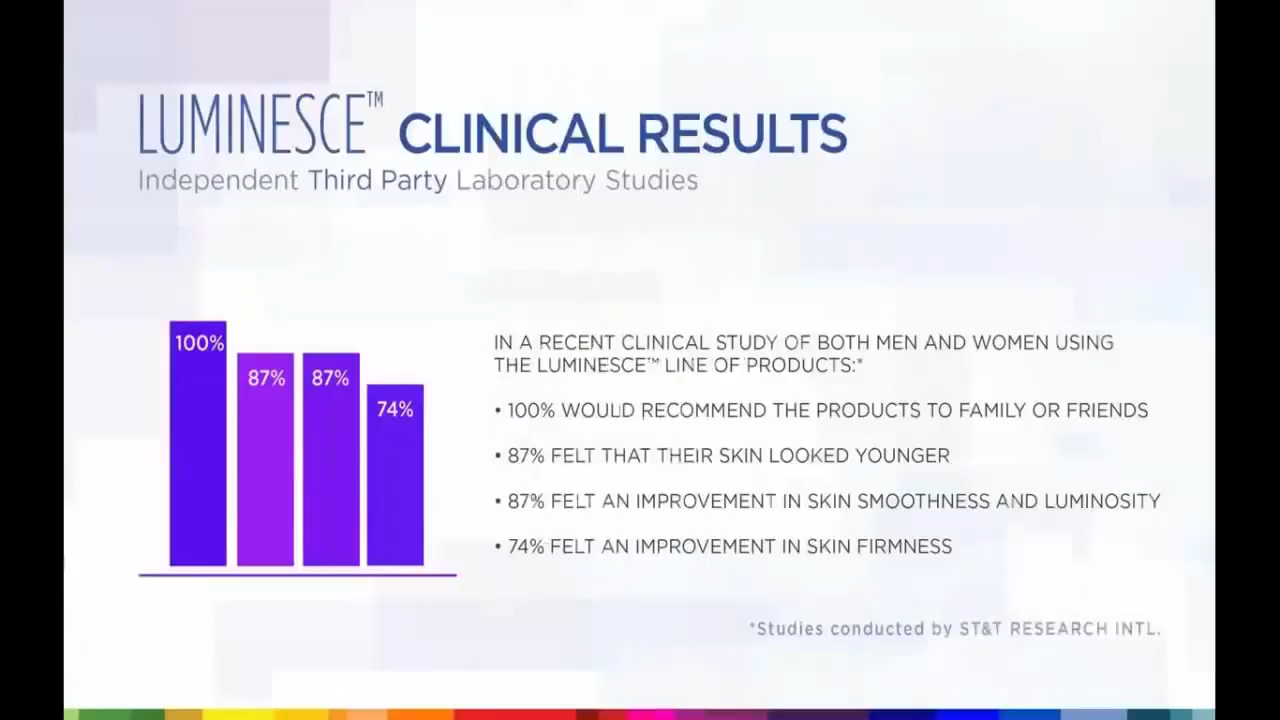 LUMINESCE™ CLINICAL RESULTS
Independent Third Party Laboratory Studies
100%
87%
87%
74%
IN A RECENT CLINICAL STUDY OF BOTH MEN AND WOMEN USING
THE LUMINESCE™ LINE OF PRODUCTS:*
• 100% WOULD RECOMMEND THE PRODUCTS TO FAMILY OR FRIENDS
• 87% FELT THAT THEIR SKIN LOOKED YOUNGER
• 87% FELT AN IMPROVEMENT IN SKIN SMOOTHNESS AND LUMINOSITY
• 74% FELT AN IMPROVEMENT IN SKIN FIRMNESS
*Studies conducted by ST&T RESEARCH INTL.